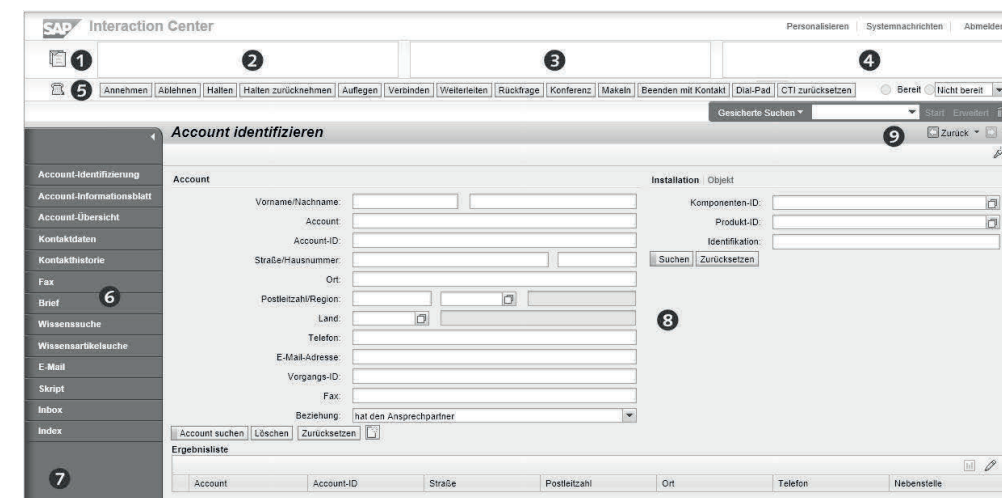 SAP Interaction Center
Personalisieren Systemnachrichten Abmelden
1 2 3 4
5 Annehmen Ablehnen Halten Halten zurücknehmen Auflegen Verbinden Weiterleiten Rückfrage Konferenz Makeln Beenden mit Kontakt Dial-Pad CTI zurücksetzen Bereit Nicht bereit
Gesicherte Suchen Start Erweitert
Account identifizieren
9 Zurück
Account-Identifizierung
Account-Informationsblatt
Account-Übersicht
Kontaktdaten
Kontakthistorie
Fax
Brief
6
Wissenssuche
Wissensartikelsuche
E-Mail
Skript
Inbox
Index
7
Account
Vorname/Nachname:
Account:
Account-ID:
Straße/Hausnummer:
Ort:
Postleitzahl/Region:
Land:
Telefon:
E-Mail-Adresse:
Vorgangs-ID:
Fax:
Beziehung: hat den Ansprechpartner
Account suchen Löschen Zurücksetzen
Installation Objekt
Komponenten-ID:
Produkt-ID:
Identifikation:
Suchen Zurücksetzen
8
Ergebnisliste
Account Account-ID Straße Postleitzahl Ort Telefon Nebenstelle